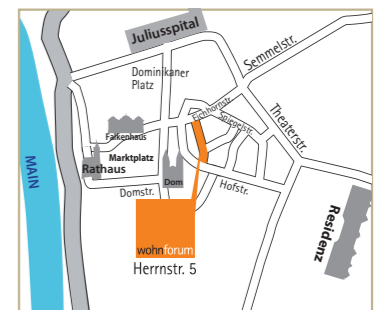 Juliusspital
Semmelstr.
Dominikaner
Platz
Eichhornstr.
Spiegelstr.
Theaterstr.
Falkenhaus
Marktplatz
Rathaus
MAIN
Dom
Domstr.
Hofstr.
Residenz
wohnforum
Herrnstr. 5